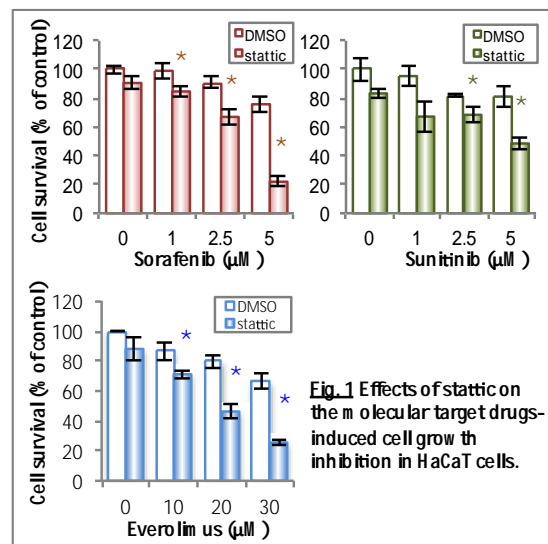 120
100
80
60
40
20
0
Cell survival (% of control)
DMSO
stattic
*
*
*
0 1 2.5 5
Sorafenib (µM)
120
100
80
60
40
20
0
DMSO
stattic
*
*
0 1 2.5 5
Sunitinib (µM)
120
100
80
60
40
20
0
Cell survival (% of control)
DMSO
stattic
*
*
*
0 10 20 30
Everolimus (µM)
Fig. 1 Effects of stattic on
the molecular target drugs-
induced cell growth
inhibition in HaCaT cells.